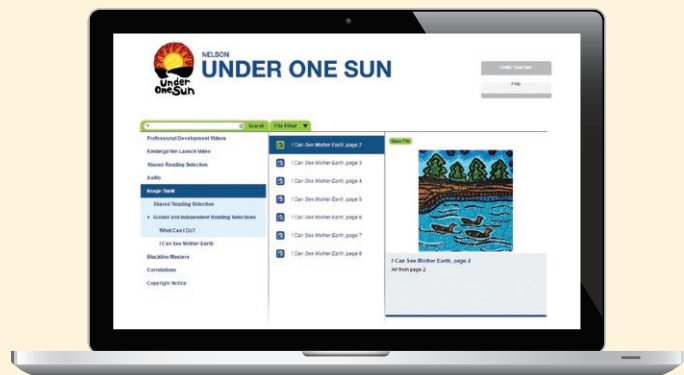 Under
One Sun
NELSON
UNDER ONE SUN
Hello Teacher
Help
Search
File Filter
Professional Development Videos
Kindergarten Launch Video
Shared Reading Selection
Audio
Image Bank
Shared Reading Selection
Guided and Independent Reading Selections
What Can I Do?
I Can See Mother Earth
Blackline Masters
Correlations
Copyright Notice
I Can See Mother Earth, page 2
I Can See Mother Earth, page 3
I Can See Mother Earth, page 4
I Can See Mother Earth, page 5
I Can See Mother Earth, page 6
I Can See Mother Earth, page 7
I Can See Mother Earth, page 8
Open File
I Can See Mother Earth, page 2
Art from page 2